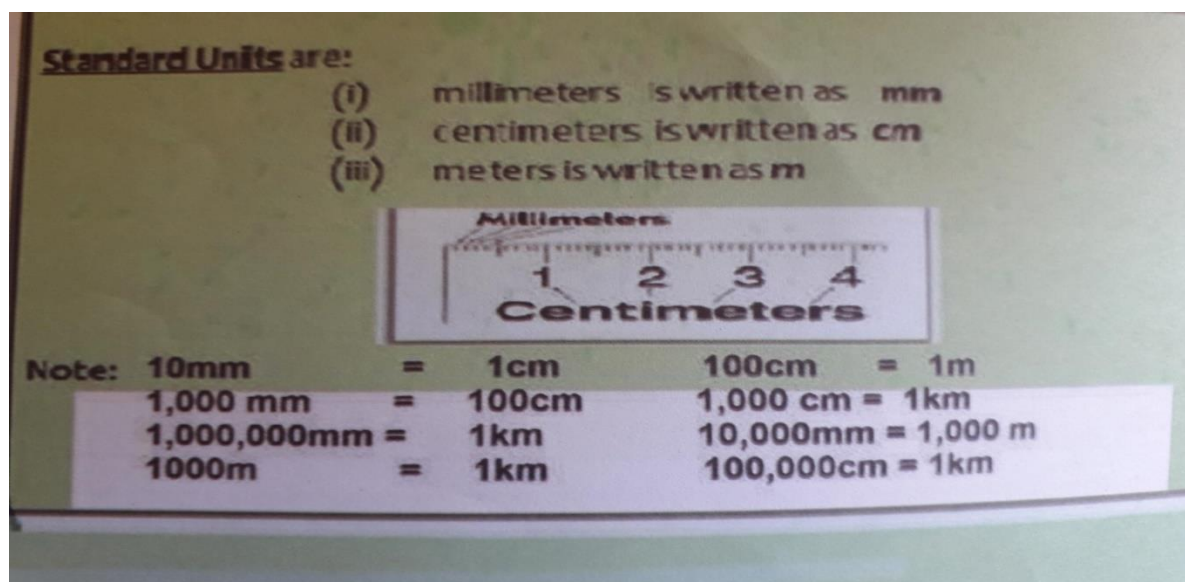 Standard Units are:
(i) millimeters is written as mm
(ii) centimeters is written as cm
(iii) meters is written as m
Millimeters
1 2 3 4
Centimeters
Note: 10mm = 1cm 100cm = 1m
1,000 mm = 100cm 1,000 cm = 1km
1,000,000mm = 1km 10,000mm = 1,000 m
1000m = 1km 100,000cm = 1km